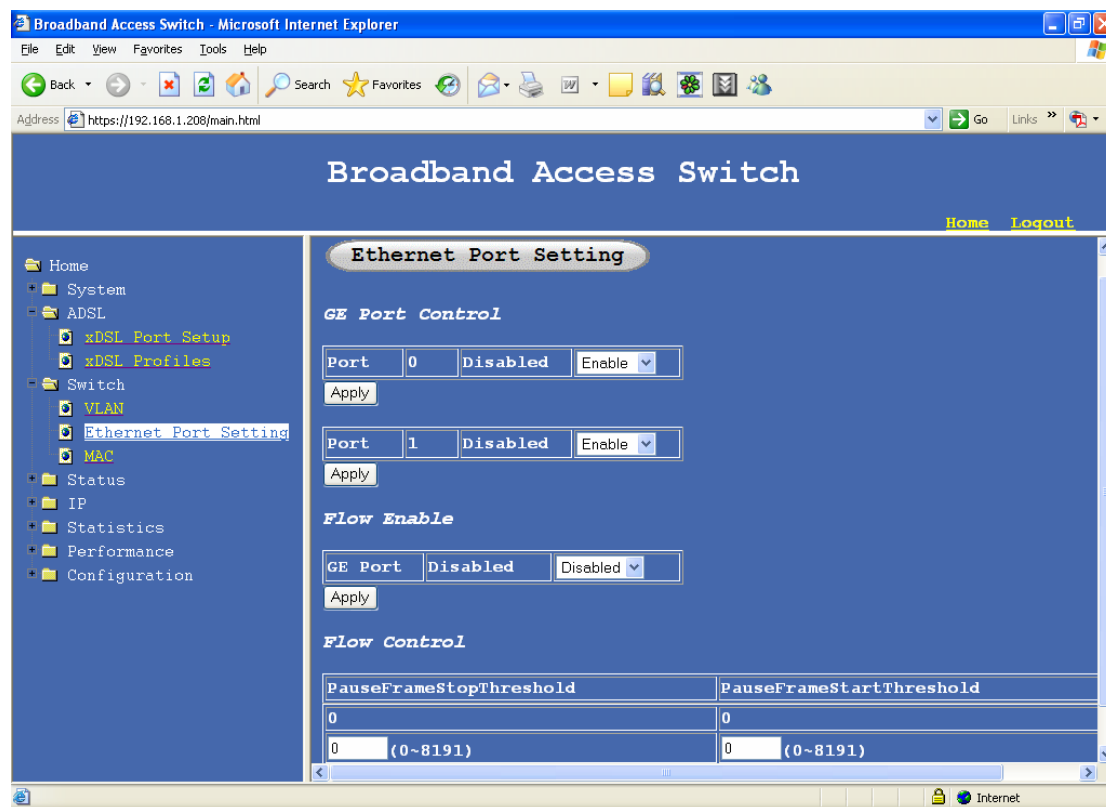 Broadband Access Switch - Microsoft Internet Explorer
File Edit View Favorites Tools Help
Back Search Favorites
Address https://192.168.1.208/main.html Go Links »
Broadband Access Switch
Home Logout
Home
System
ADSL
xDSL Port Setup
xDSL Profiles
Switch
VLAN
Ethernet Port Setting
MAC
Status
IP
Statistics
Performance
Configuration
Ethernet Port Setting
GE Port Control
Port 0 Disabled Enable
Apply
Port 1 Disabled Enable
Apply
Flow Enable
GE Port Disabled Disabled
Apply
Flow Control
PauseFrameStopThreshold PauseFrameStartThreshold
0 0
0 (0~8191) 0 (0~8191)
Internet